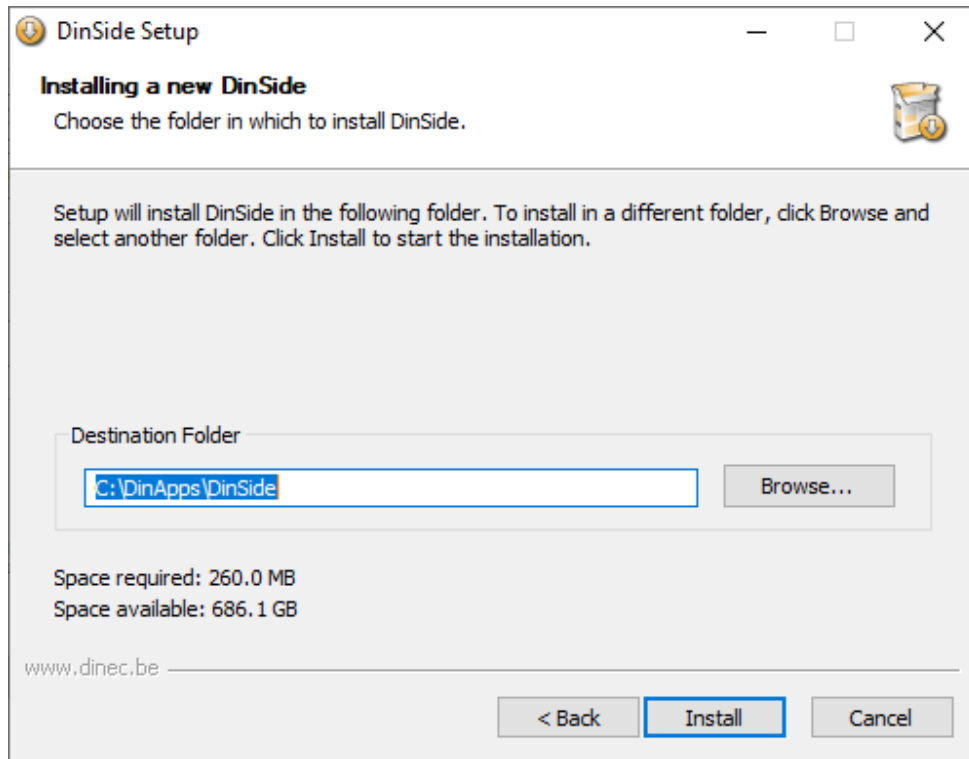 DinSide Setup
Installing a new DinSide
Choose the folder in which to install DinSide.
Setup will install DinSide in the following folder. To install in a different folder, click Browse and
select another folder. Click Install to start the installation.
Destination Folder
C:\DinApps\DinSide
Browse...
Space required: 260.0 MB
Space available: 686.1 GB
www.dinec.be
< Back
Install
Cancel